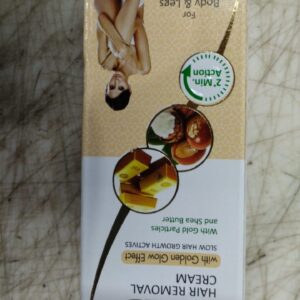 HAIR REMOVAL
CREAM
with Golden Glow Effect
SLOW HAIR GROWTH ACTIVES
With Gold Particles
and Shea Butter
2* Min.
Action
For
Body & Legs